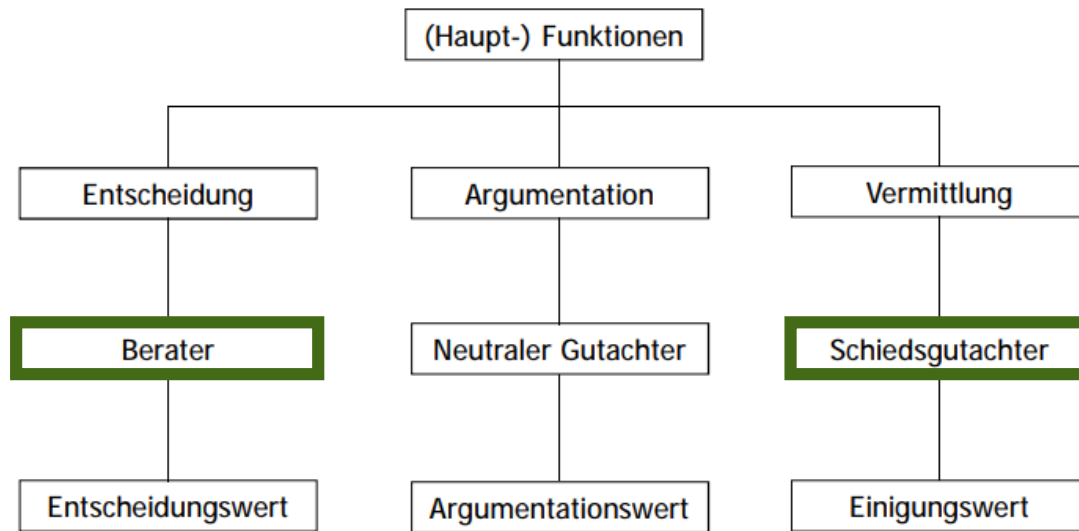 (Haupt-) Funktionen
Entscheidung
Argumentation
Vermittlung
Berater
Neutraler Gutachter
Schiedsgutachter
Entscheidungswert
Argumentationswert
Einigungswert